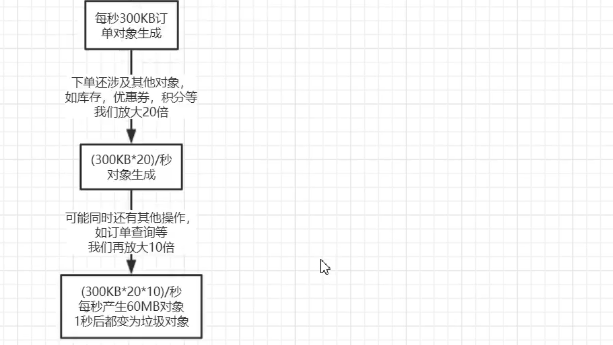 每秒300KB订
单对象生成
下单还涉及其他对象，
如库存，优惠券，积分等
我们放大20倍
(300KB*20)/秒
对象生成
可能同时还有其他操作，
如订单查询等
我们再放大10倍
(300KB*20*10)/秒
每秒产生60MB对象
1秒后都变为垃圾对象